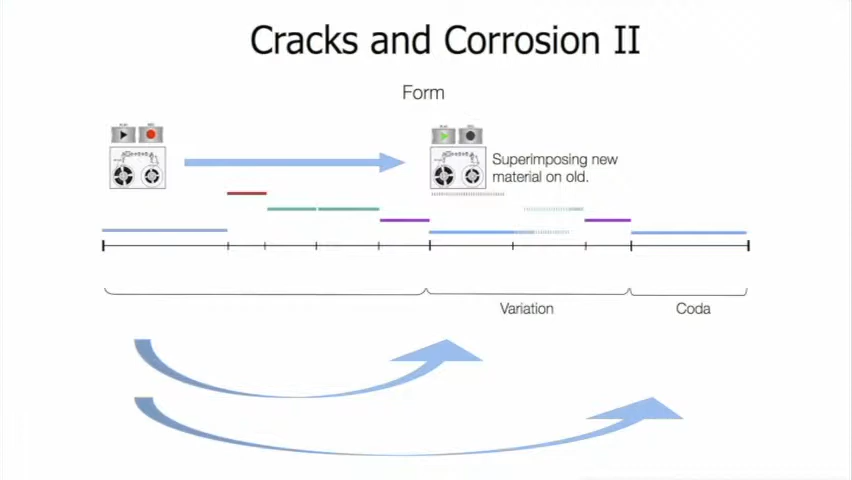 Cracks and Corrosion II
Form
Superimposing new
material on old.
Variation
Coda